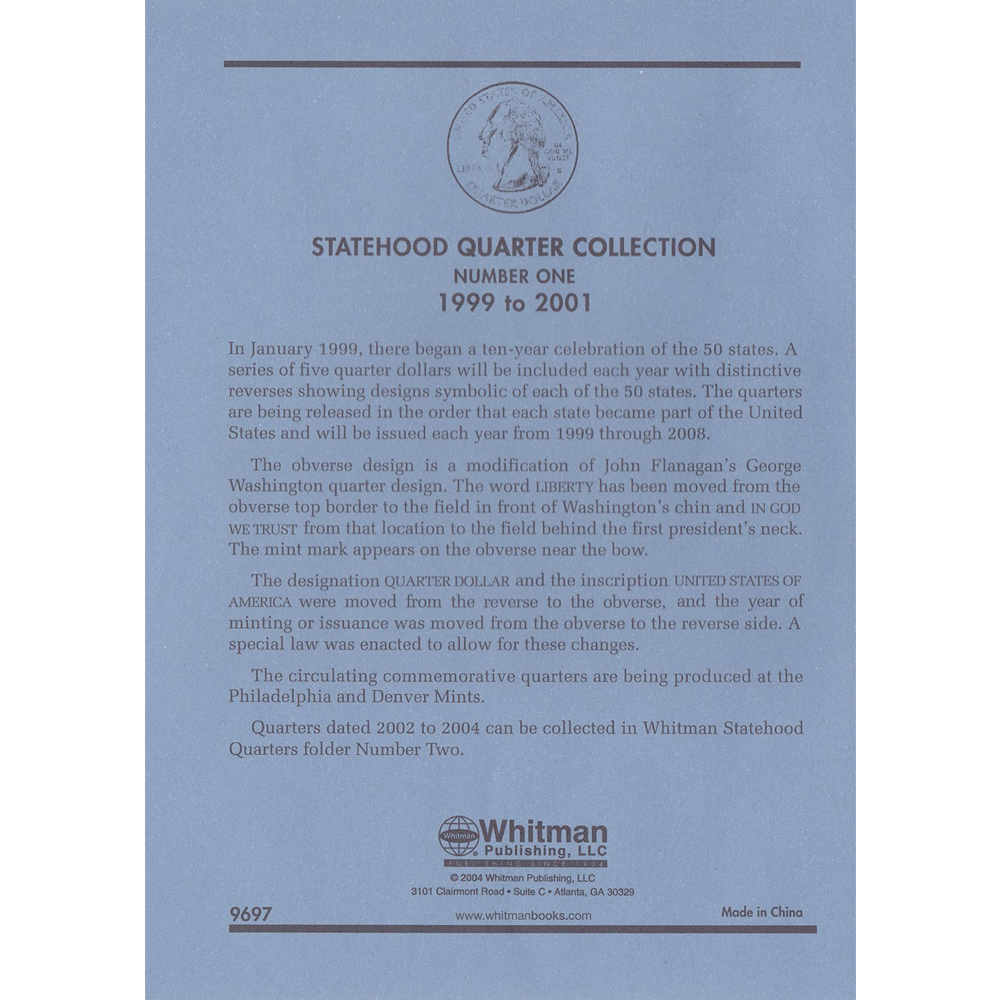 UNITED STATES OF AMERICA
LIBERTY
IN
GOD WE
TRUST
QUARTER DOLLAR
STATEHOOD QUARTER COLLECTION
NUMBER ONE
1999 to 2001
In January 1999, there began a ten-year celebration of the 50 states. A
series of five quarter dollars will be included each year with distinctive
reverses showing designs symbolic of each of the 50 states. The quarters
are being released in the order that each state became part of the United
States and will be issued each year from 1999 through 2008.
The obverse design is a modification of John Flanagan's George
Washington quarter design. The word LIBERTY has been moved from the
obverse top border to the field in front of Washington's chin and IN GOD
WE TRUST from that location to the field behind the first president's neck.
The mint mark appears on the obverse near the bow.
The designation QUARTER DOLLAR and the inscription UNITED STATES OF
AMERICA were moved from the reverse to the obverse, and the year of
minting or issuance was moved from the obverse to the reverse side. A
special law was enacted to allow for these changes.
The circulating commemorative quarters are being produced at the
Philadelphia and Denver Mints.
Quarters dated 2002 to 2004 can be collected in Whitman Statehood
Quarters folder Number Two.
Whitman
Whitman
Publishing, LLC
PUBLISHING SINCE 1934
© 2004 Whitman Publishing, LLC
3101 Clairmont Road • Suite C • Atlanta, GA 30329
9697
www.whitmanbooks.com
Made in China